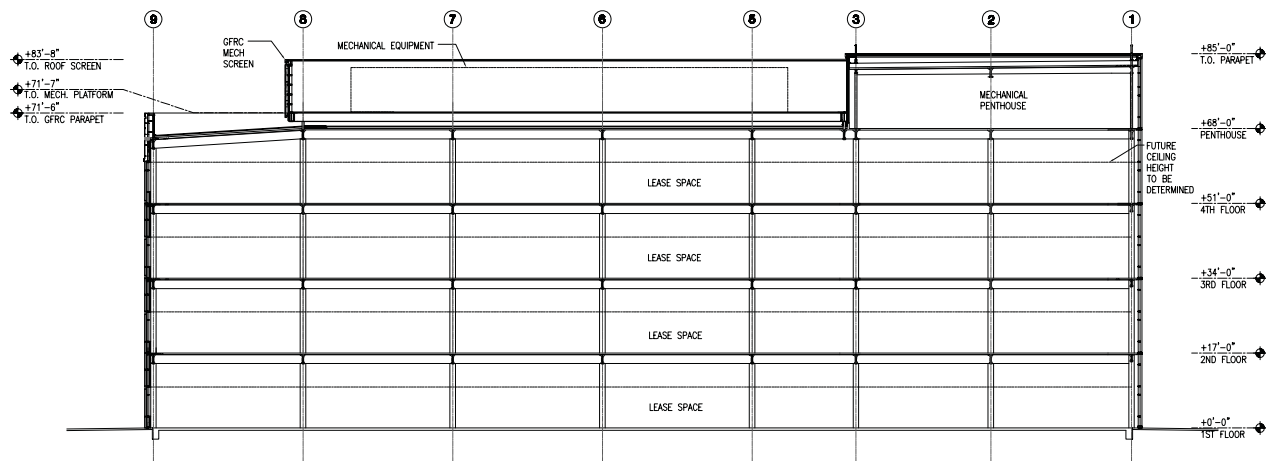 9 8 7 6 5 3 2 1
+83'-8"
T.O. ROOF SCREEN
+71'-7"
T.O. MECH. PLATFORM
+71'-6"
T.O. GFRC PARAPET
GFRC
MECH
SCREEN
MECHANICAL EQUIPMENT
MECHANICAL
PENTHOUSE
+85'-0"
T.O. PARAPET
+68'-0"
PENTHOUSE
FUTURE
CEILING
HEIGHT
TO BE
DETERMINED
LEASE SPACE
+51'-0"
4TH FLOOR
LEASE SPACE
+34'-0"
3RD FLOOR
LEASE SPACE
+17'-0"
2ND FLOOR
LEASE SPACE
+0'-0"
1ST FLOOR